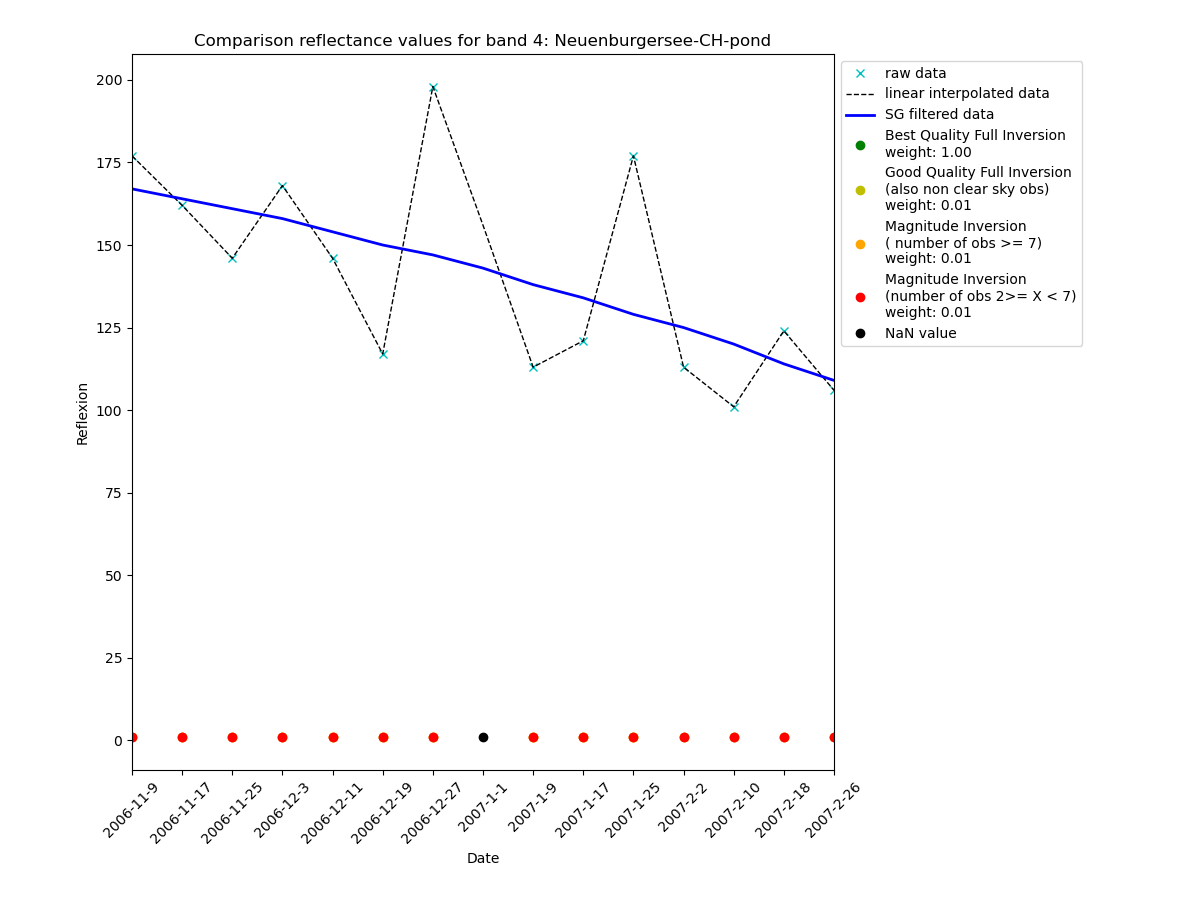 Comparison reflectance values for band 4: Neuenburgersee-CH-pond
raw data
linear interpolated data
SG filtered data
Best Quality Full Inversion
weight: 1.00
Good Quality Full Inversion
(also non clear sky obs)
weight: 0.01
Magnitude Inversion
( number of obs >= 7)
weight: 0.01
Magnitude Inversion
(number of obs 2>= X < 7)
weight: 0.01
NaN value
Reflexion
200
175
150
125
100
75
50
25
0
2006-11-9
2006-11-17
2006-11-25
2006-12-3
2006-12-11
2006-12-19
2006-12-27
2007-1-1
2007-1-9
2007-1-17
2007-1-25
2007-2-2
2007-2-10
2007-2-18
2007-2-26
Date